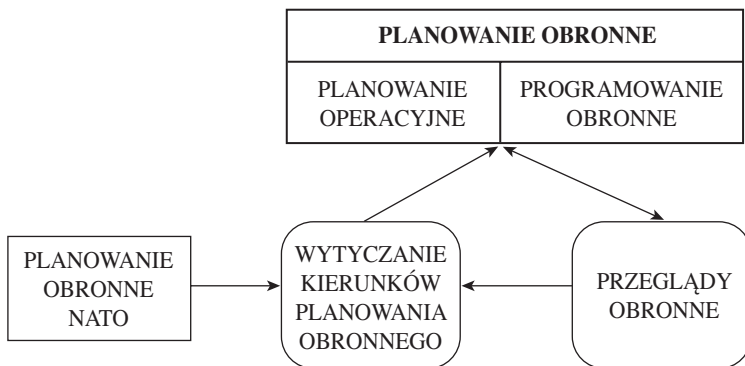 PLANOWANIE OBRONNE
PLANOWANIE
OPERACYJNE
PROGRAMOWANIE
OBRONNE
PLANOWANIE
OBRONNE
NATO
WYTYCZANIE
KIERUNKÓW
PLANOWANIA
OBRONNEGO
PRZEGLĄDY
OBRONNE